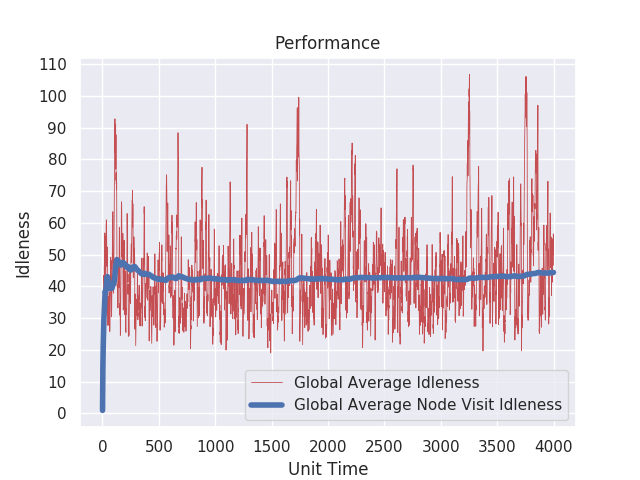 Performance
110
100
90
80
70
60
50
40
30
20
10
0
Idleness
0 500 1000 1500 2000 2500 3000 3500 4000
Unit Time
Global Average Idleness
Global Average Node Visit Idleness